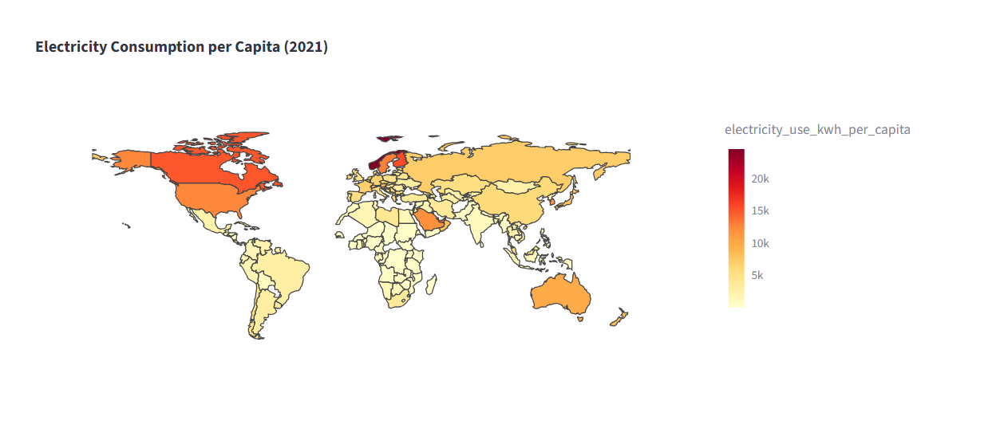 Electricity Consumption per Capita (2021)
electricity_use_kwh_per_capita
20k
15k
10k
5k